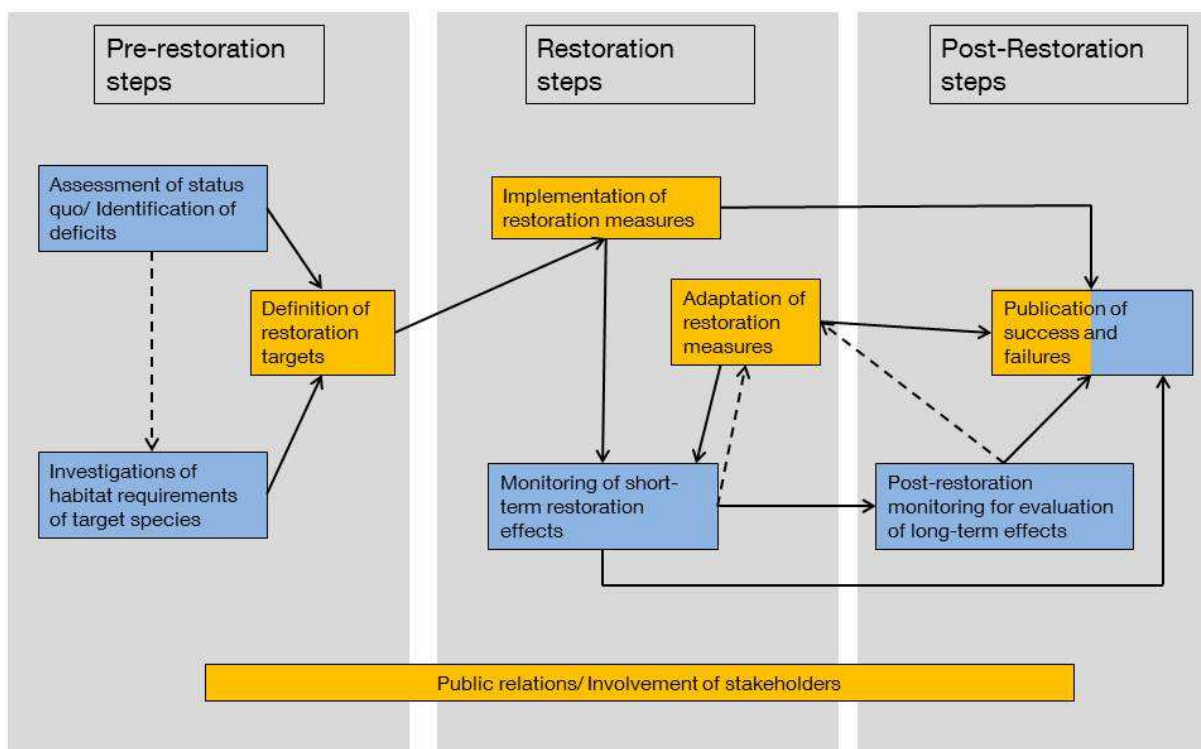 Pre-restoration
steps
Restoration
steps
Post-Restoration
steps
Assessment of status
quo/ Identification of
deficits
Implementation of
restoration measures
Definition of
restoration
targets
Adaptation of
restoration
measures
Publication of
success and
failures
Investigations of
habitat requirements
of target species
Monitoring of short-
term restoration
effects
Post-restoration
monitoring for evaluation
of long-term effects
Public relations/ Involvement of stakeholders